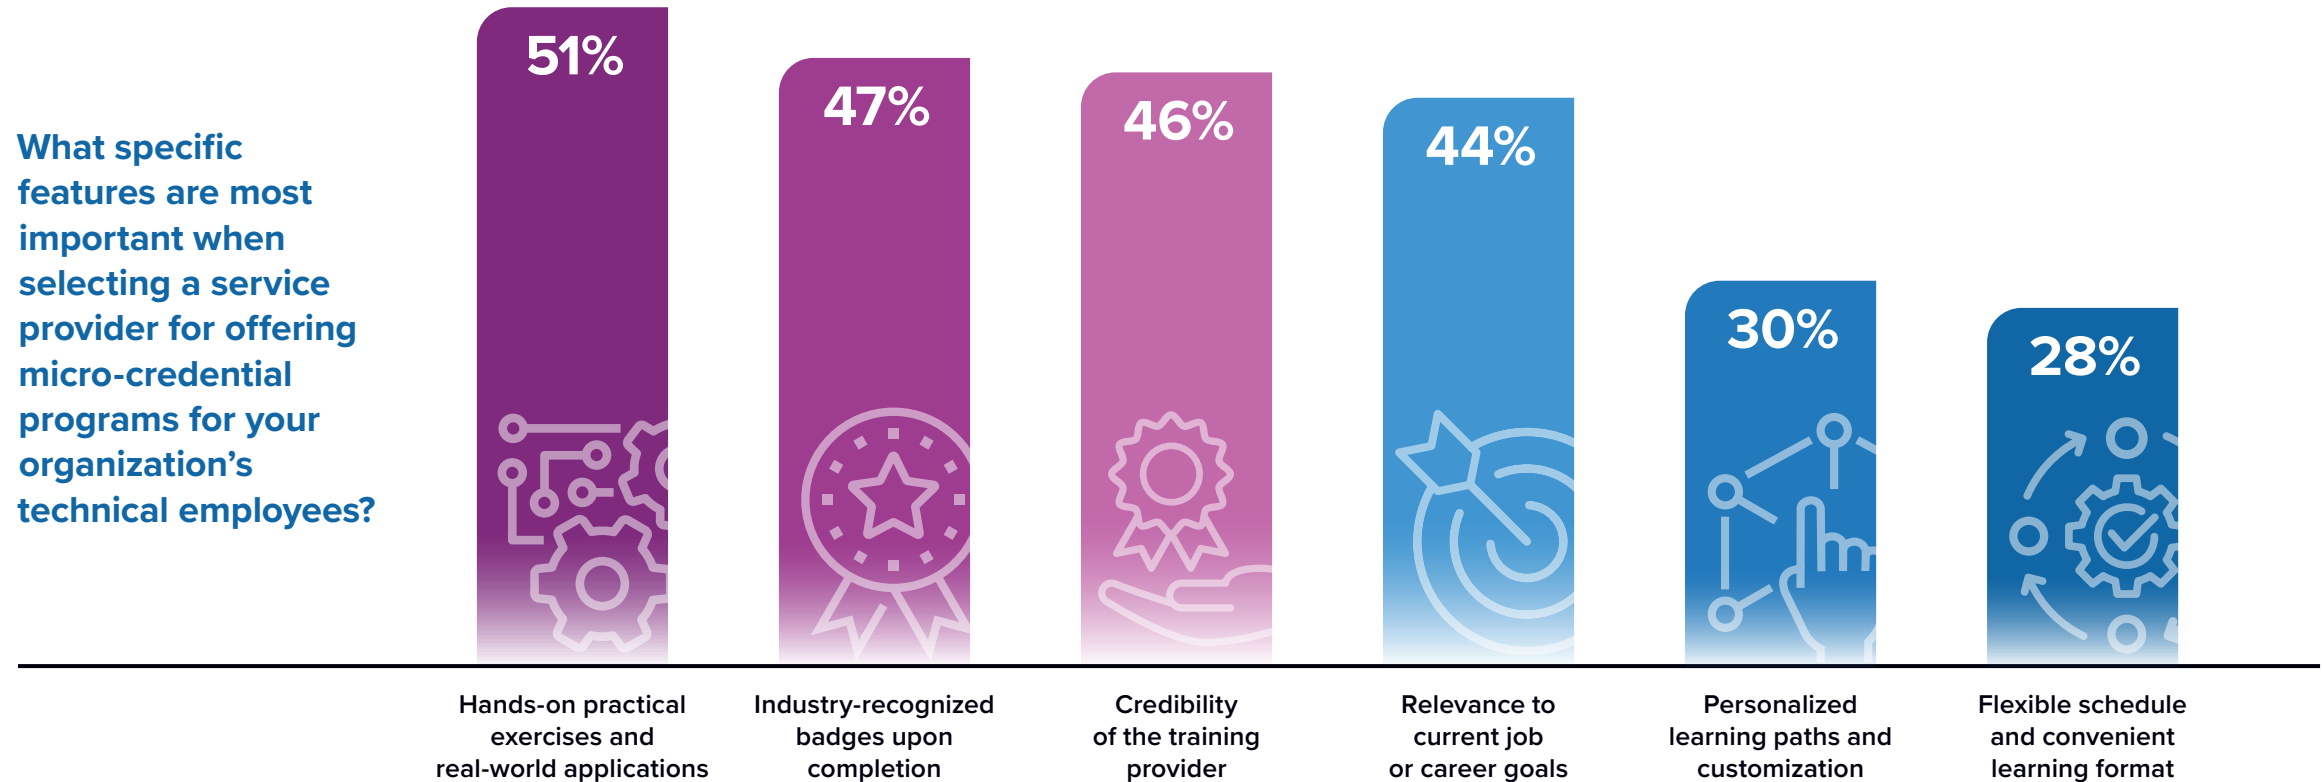 What specific
features are most
important when
selecting a service
provider for offering
micro-credential
programs for your
organization’s
technical employees?
51%
47%
46%
44%
30%
28%
Hands-on practical
exercises and
real-world applications
Industry-recognized
badges upon
completion
Credibility
of the training
provider
Relevance to
current job
or career goals
Personalized
learning paths and
customization
Flexible schedule
and convenient
learning format